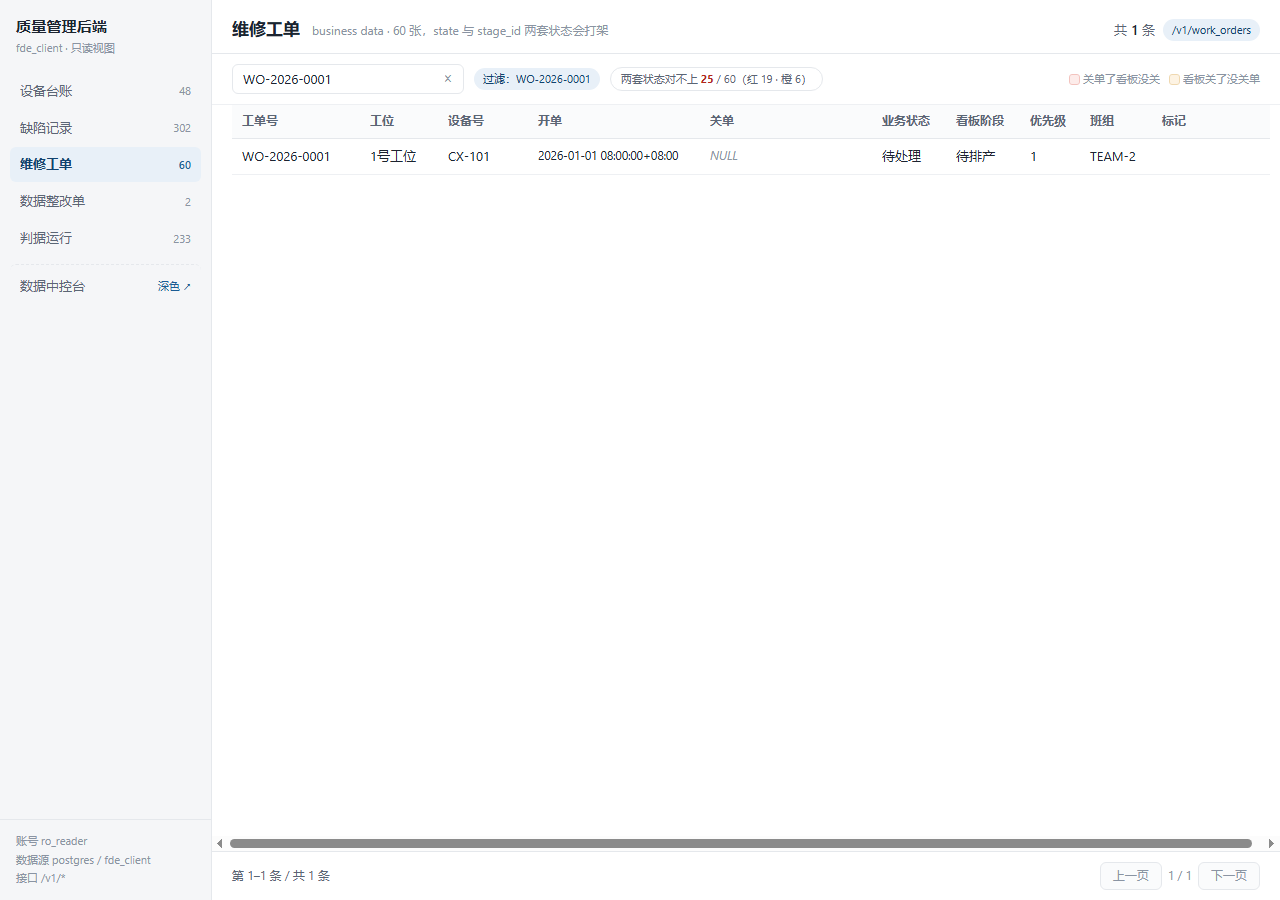 质量管理后端
fde_client · 只读视图
设备台账 48
缺陷记录 302
维修工单 60
数据整改单 2
判据运行 233
数据中控台 深色 ↗
账号 ro_reader
数据源 postgres / fde_client
接口 /v1/*
维修工单 business data · 60 张，state 与 stage_id 两套状态会打架 共 1 条 /v1/work_orders
WO-2026-0001 × 过滤：WO-2026-0001 两套状态对不上 25 / 60（红 19 · 橙 6） 关单了看板没关 看板关了没关单
工单号 工位 设备号 开单 关单 业务状态 看板阶段 优先级 班组 标记
WO-2026-0001 1号工位 CX-101 2026-01-01 08:00:00+08:00 NULL 待处理 待排产 1 TEAM-2
第 1–1 条 / 共 1 条 上一页 1 / 1 下一页